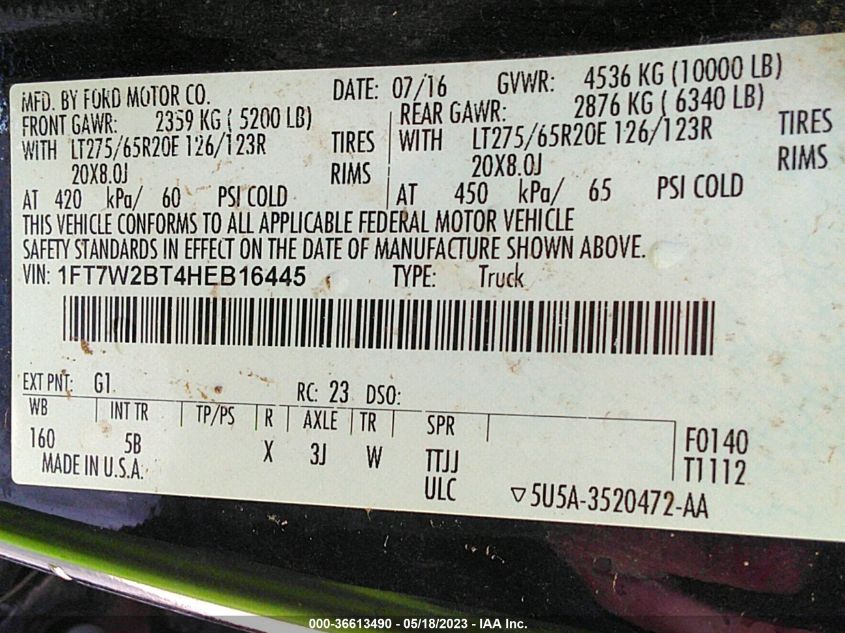 MFD. BY FORD MOTOR CO. DATE: 07/16 GVWR: 4536 KG (10000 LB)
FRONT GAWR: 2359 KG ( 5200 LB) REAR GAWR: 2876 KG ( 6340 LB)
WITH LT275/65R20E 126/123R TIRES WITH LT275/65R20E 126/123R TIRES
20X8.0J RIMS 20X8.0J RIMS
AT 420 kPa/ 60 PSI COLD AT 450 kPa/ 65 PSI COLD
THIS VEHICLE CONFORMS TO ALL APPLICABLE FEDERAL MOTOR VEHICLE
SAFETY STANDARDS IN EFFECT ON THE DATE OF MANUFACTURE SHOWN ABOVE.
VIN: 1FT7W2BT4HEB16445 TYPE: Truck
EXT PNT: G1 RC: 23 DSO:
WB INT TR TP/PS R AXLE TR SPR
160 5B X 3J W TTJJ F0140
MADE IN U.S.A. ULC T1112
▽5U5A-3520472-AA
000-36613490 - 05/18/2023 - IAA Inc.